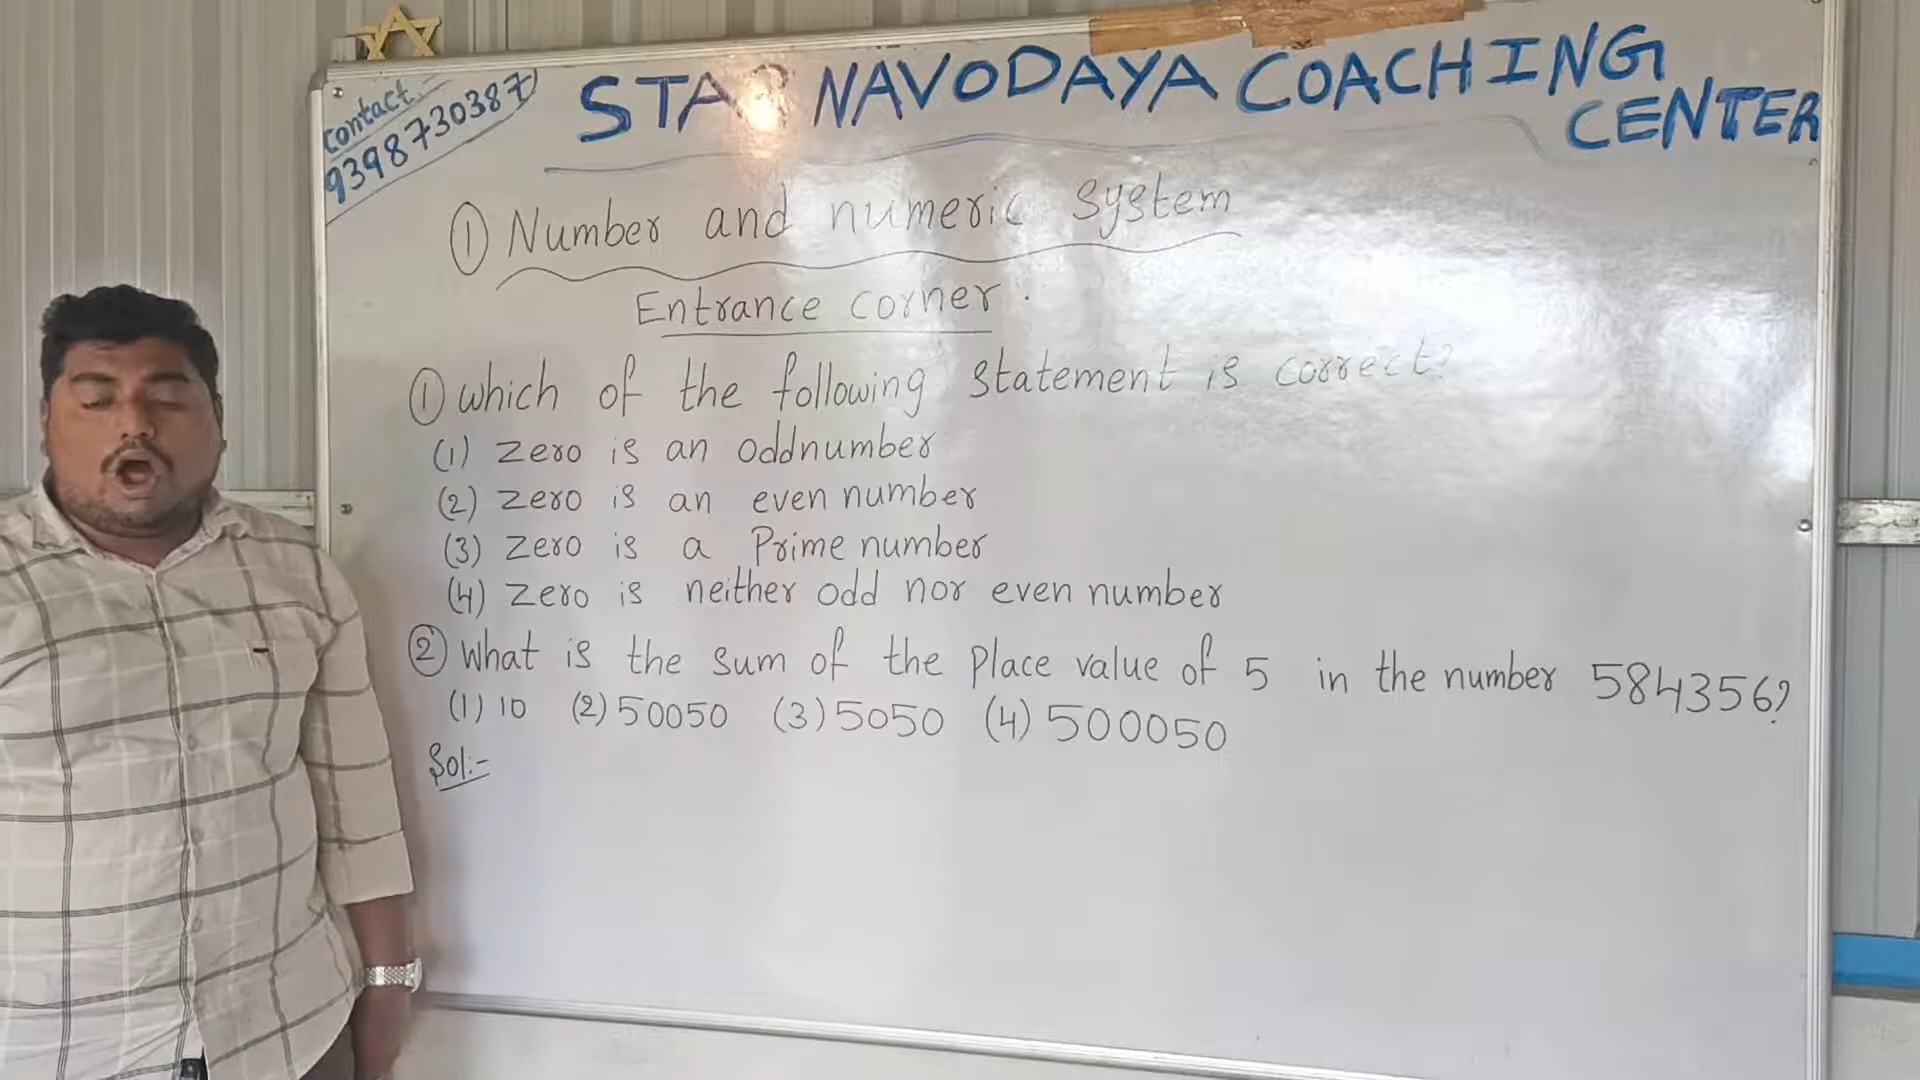 contact
9398730387
STAR NAVODAYA COACHING
CENTER
① Number and numeric system
Entrance corner.
① which of the following statement is correct?
(1) zero is an oddnumber
(2) zero is an even number
(3) zero is a Prime number
(4) zero is neither odd nor even number
② What is the sum of the place value of 5 in the number 584356?
(1) 10 (2) 50050 (3) 5050 (4) 500050
Sol:-